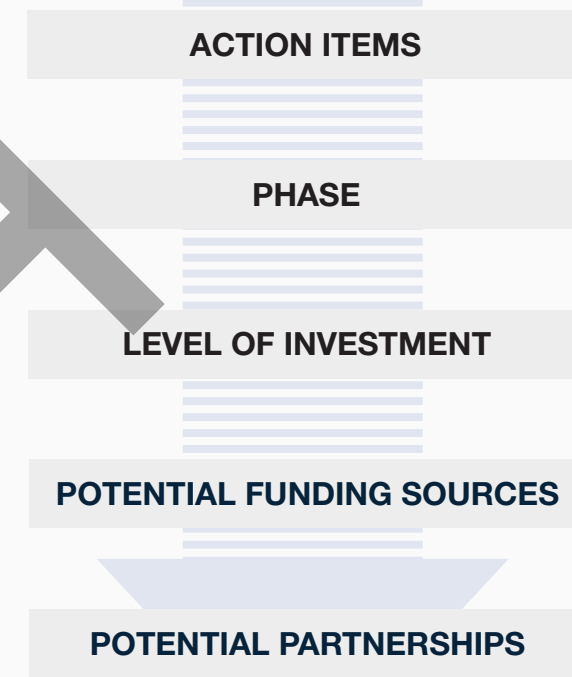 ACTION ITEMS
PHASE
LEVEL OF INVESTMENT
POTENTIAL FUNDING SOURCES
POTENTIAL PARTNERSHIPS